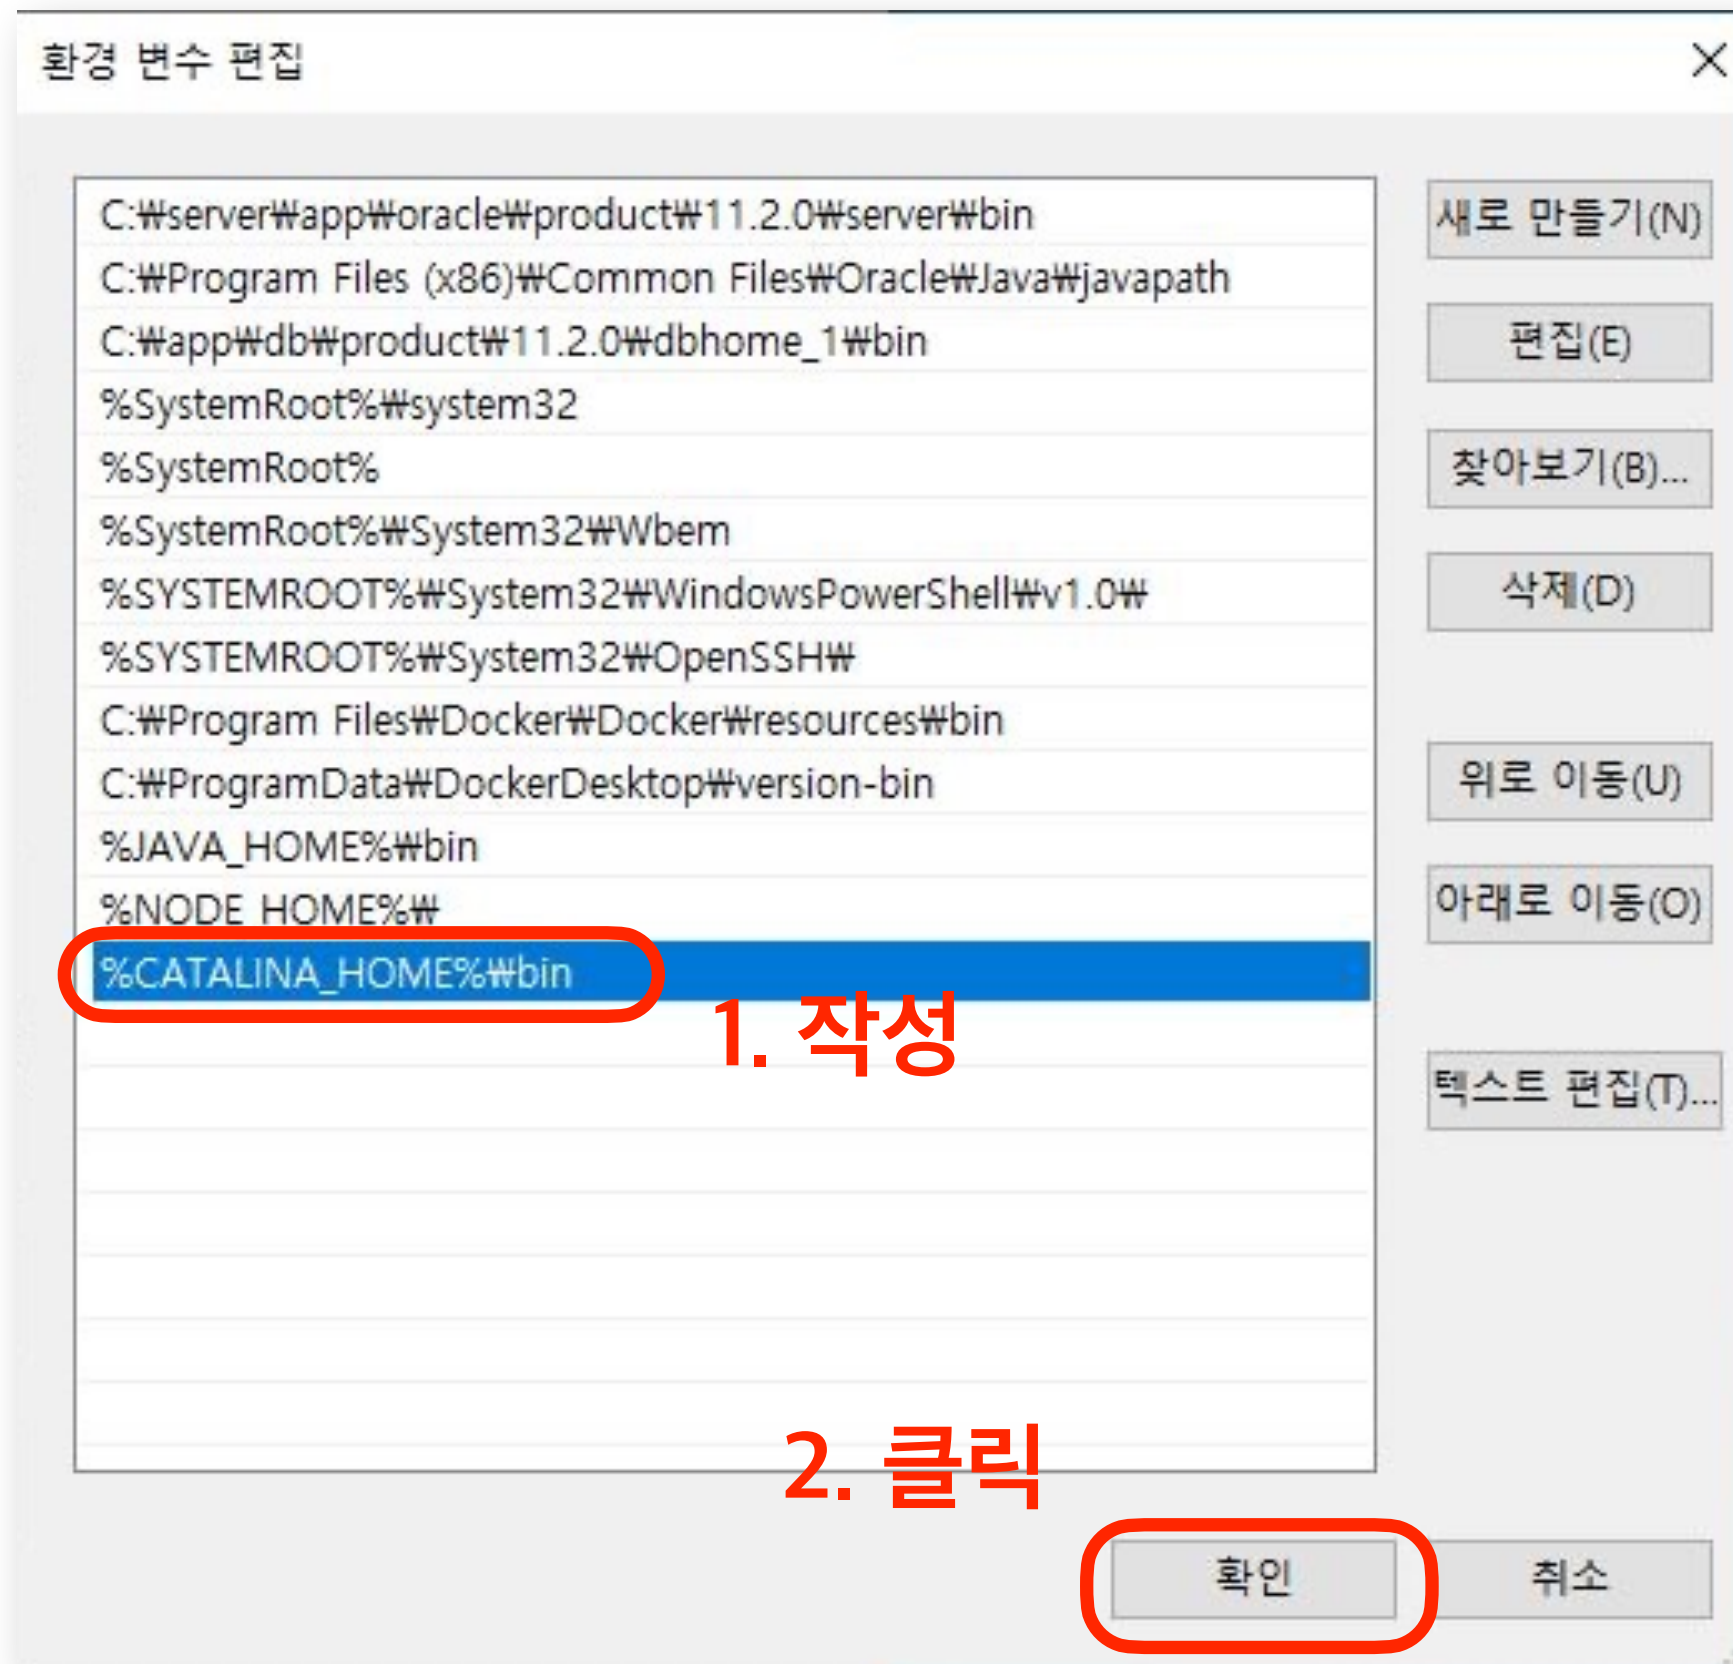 환경 변수 편집
C:₩server₩app₩oracle₩product₩11.2.0₩server₩bin
C:₩Program Files (x86)₩Common Files₩Oracle₩Java₩javapath
C:₩app₩db₩product₩11.2.0₩dbhome_1₩bin
%SystemRoot%₩system32
%SystemRoot%
%SystemRoot%₩System32₩Wbem
%SYSTEMROOT%₩System32₩WindowsPowerShell₩v1.0₩
%SYSTEMROOT%₩System32₩OpenSSH₩
C:₩Program Files₩Docker₩Docker₩resources₩bin
C:₩ProgramData₩DockerDesktop₩version-bin
%JAVA_HOME%₩bin
%NODE_HOME%₩
%CATALINA_HOME%₩bin
1. 작성
새로 만들기(N)
편집(E)
찾아보기(B)...
삭제(D)
위로 이동(U)
아래로 이동(O)
텍스트 편집(T)...
2. 클릭
확인
취소